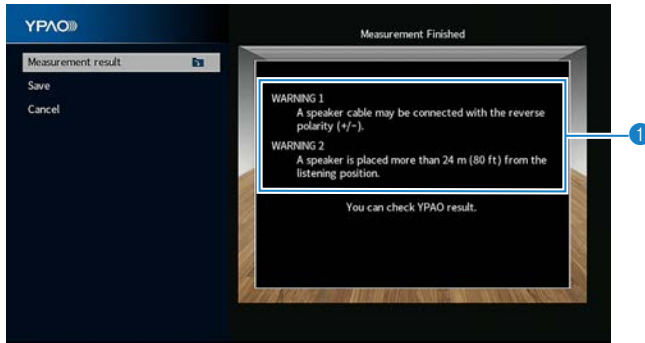 YPAO
Measurement Finished
Measurement result
Save
Cancel
WARNING 1
A speaker cable may be connected with the reverse
polarity (+/-).
WARNING 2
A speaker is placed more than 24 m (80 ft) from the
listening position.
You can check YPAO result.
1